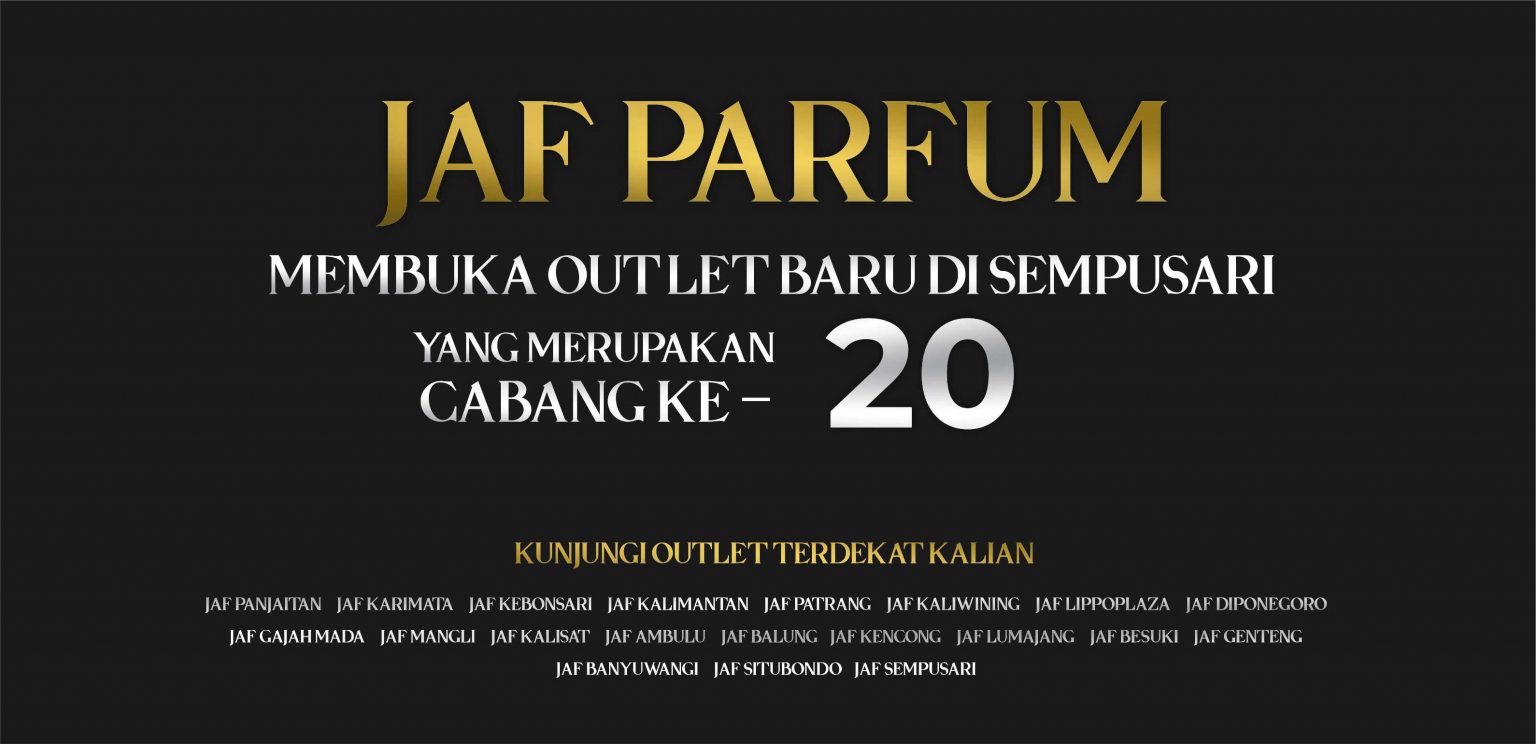 JAF PARFUM
MEMBUKA OUTLET BARU DI SEMPUSARI
YANG MERUPAKAN
CABANG KE – 20
KUNJUNGI OUTLET TERDEKAT KALIAN
JAF PANJAITAN JAF KARIMATA JAF KEBONSARI JAF KALIMANTAN JAF PATRANG JAF KALIWINING JAF LIPPOPLAZA JAF DIPONEGORO
JAF GAJAH MADA JAF MANGLI JAF KALISAT JAF AMBULU JAF BALUNG JAF KENCONG JAF LUMAJANG JAF BESUKI JAF GENTENG
JAF BANYUWANGI JAF SITUBONDO JAF SEMPUSARI